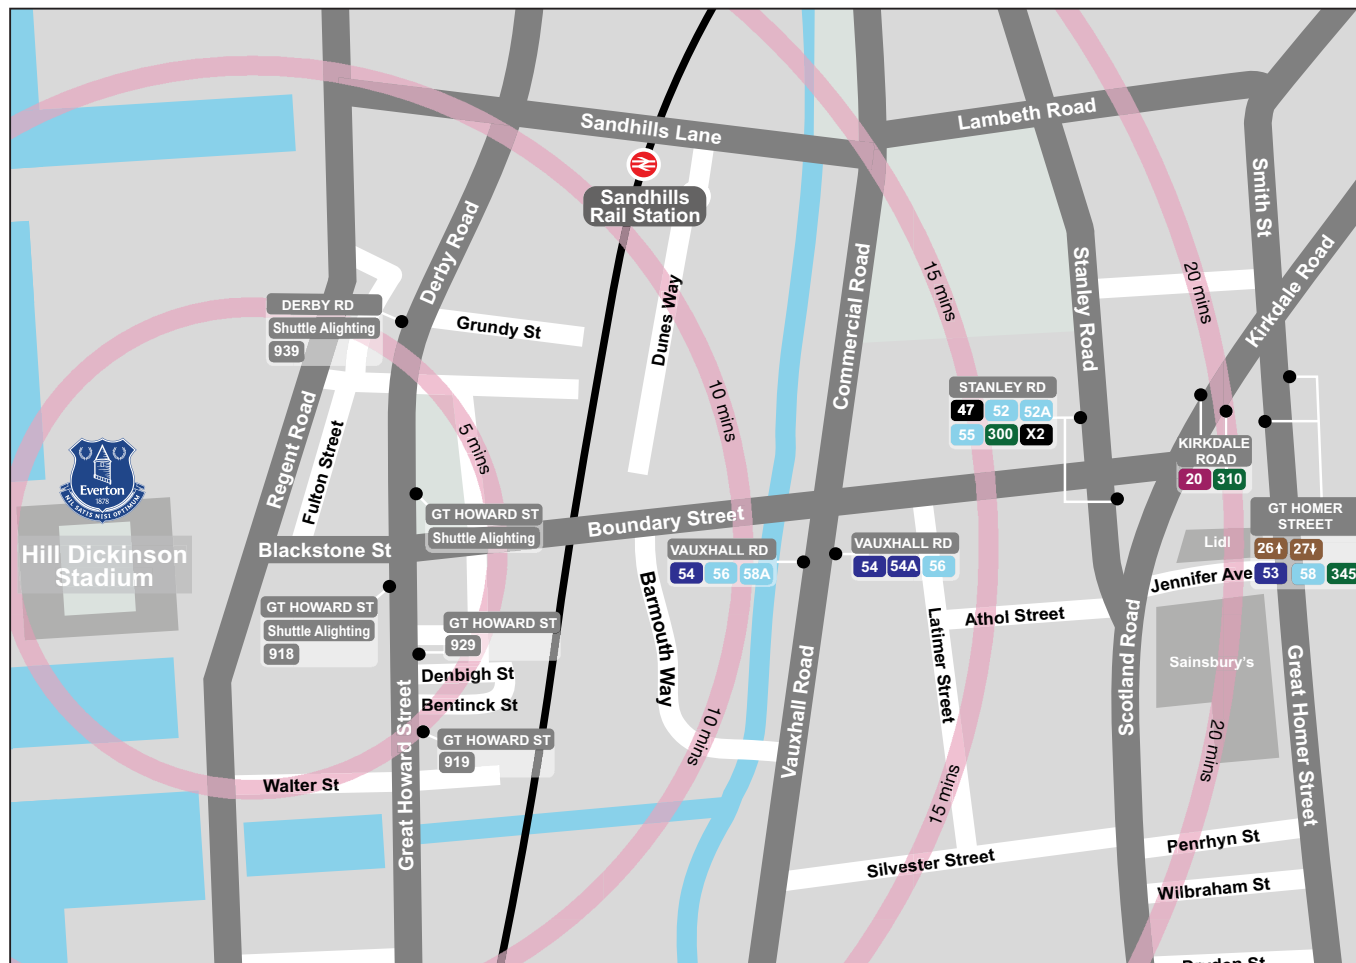 Sandhills Lane
Lambeth Road
Sandhills
Rail Station
Smith St
Derby Road
Commercial Road
Stanley Road
Kirkdale Road
15 mins
20 mins
Dunes Way
DERBY RD
Shuttle Alighting
939
Grundy St
10 mins
5 mins
Regent Road
Fulton Street
STANLEY RD
47 52 52A
55 300 X2
KIRKDALE
ROAD
20 310
Everton
1878
NIL SATIS NISI OPTIMUM
Hill Dickinson
Stadium
Blackstone St
GT HOWARD ST
Shuttle Alighting
Boundary Street
VAUXHALL RD
54 56 58A
VAUXHALL RD
54 54A 56
GT HOMER
STREET
26 27
53 58 345
Lidl
Jennifer Ave
GT HOWARD ST
Shuttle Alighting
918
GT HOWARD ST
929
Denbigh St
Bentinck St
Barmouth Way
Latimer Street
Athol Street
Sainsbury's
Scotland Road
Great Homer Street
GT HOWARD ST
919
Great Howard Street
Walter St
10 mins
Vauxhall Road
15 mins
20 mins
Silvester Street
Penrhyn St
Wilbraham St